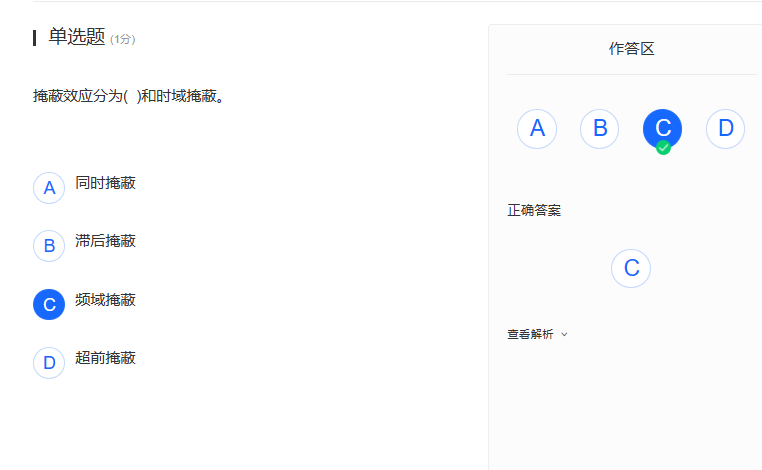 单选题 (1分)
掩蔽效应分为( )和时域掩蔽。
A 同时掩蔽
B 滞后掩蔽
C 频域掩蔽
D 超前掩蔽
作答区
A B C D
正确答案
C
查看解析